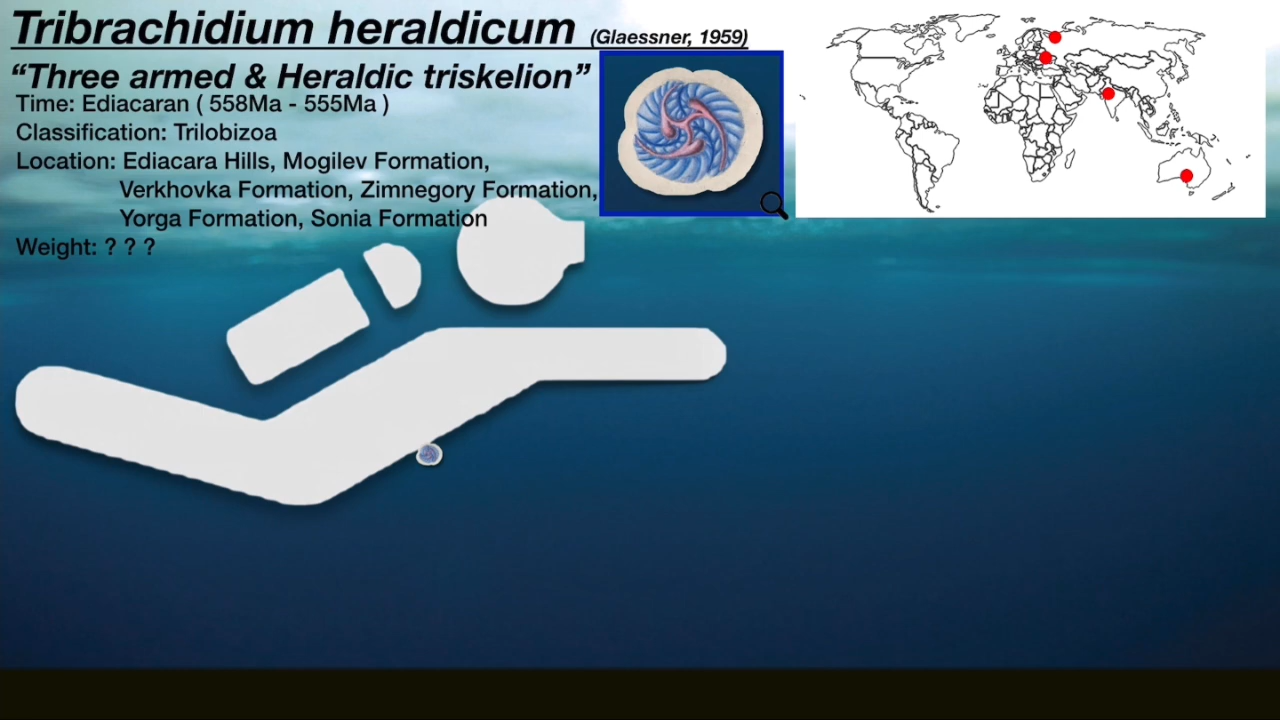 Tribrachidium heraldicum (Glaessner, 1959)
“Three armed & Heraldic triskelion”
Time: Ediacaran ( 558Ma - 555Ma )
Classification: Trilobizoa
Location: Ediacara Hills, Mogilev Formation,
Verkhovka Formation, Zimnegory Formation,
Yorga Formation, Sonia Formation
Weight: ? ? ?